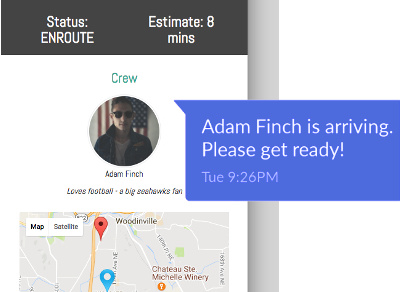 Status:
ENROUTE
Estimate: 8
mins
Crew
Adam Finch is arriving.
Please get ready!
Tue 9:26PM
Adam Finch
Loves football - a big seahawks fan
Map
Satellite
Woodinville
Chateau Ste.
Michelle Winery